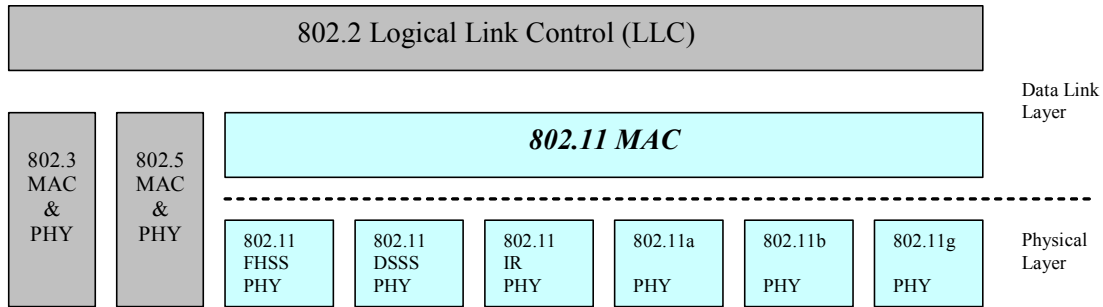 802.2 Logical Link Control (LLC)
Data Link
Layer
802.3
MAC
&
PHY
802.5
MAC
&
PHY
802.11 MAC
802.11
FHSS
PHY
802.11
DSSS
PHY
802.11
IR
PHY
802.11a
PHY
802.11b
PHY
802.11g
PHY
Physical
Layer